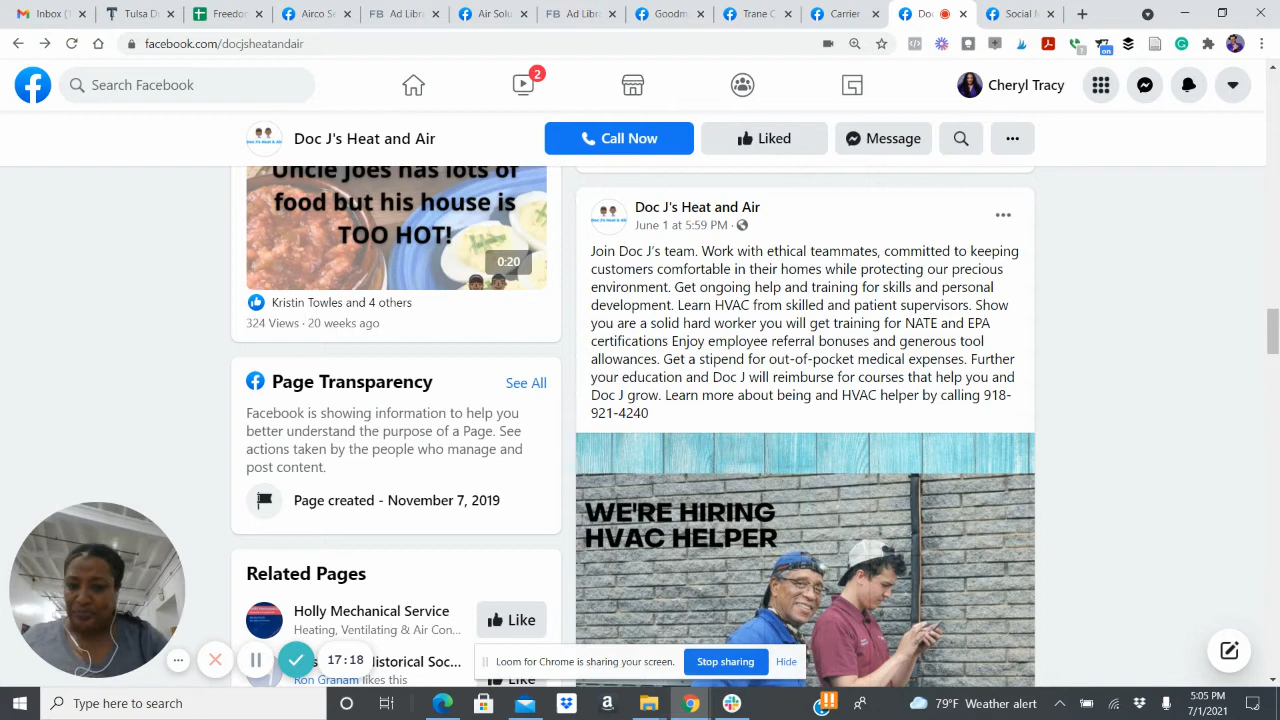 Inbox (1
Tulsa D
Freedor
Air Se
Ad Libr
Air Solu
Ad Libr
Goodm
Trane C
Carrier
Doc
Social M
facebook.com/docjsheatandair
Search Facebook
2
Cheryl Tracy
Doc J's Heat and Air
Call Now
Liked
Message
Uncle Joes has lots of
food but his house is
TOO HOT!
0:20
Kristin Towles and 4 others
324 Views · 20 weeks ago
Page Transparency
See All
Facebook is showing information to help you
better understand the purpose of a Page. See
actions taken by the people who manage and
post content.
Page created - November 7, 2019
Related Pages
Holly Mechanical Service
Heating, Ventilating & Air Con...
Like
Historical Soc...
Ron Graham likes this
Like
Doc J's Heat and Air
June 1 at 5:59 PM ·
Join Doc J's team. Work with ethical teammates, committed to keeping
customers comfortable in their homes while protecting our precious
environment. Get ongoing help and training for skills and personal
development. Learn HVAC from skilled and patient supervisors. Show
you are a solid hard worker you will get training for NATE and EPA
certifications Enjoy employee referral bonuses and generous tool
allowances. Get a stipend for out-of-pocket medical expenses. Further
your education and Doc J will reimburse for courses that help you and
Doc J grow. Learn more about being and HVAC helper by calling 918-
921-4240
WE'RE HIRING
HVAC HELPER
17:18
Loom for Chrome is sharing your screen.
Stop sharing
Hide
Type here to search
79°F Weather alert
5:05 PM
7/1/2021